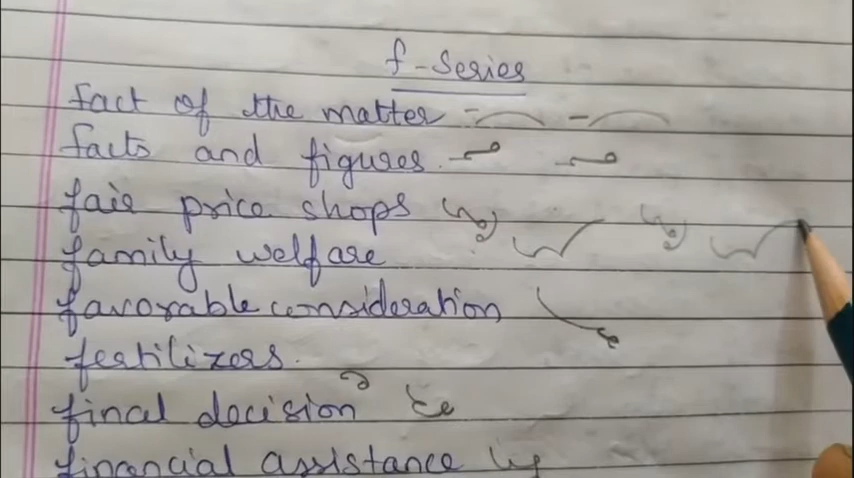 f-series
fact of the matter
facts and figures
fair price shops
family welfare
favorable consideration
fertilizers.
final decision
financial assistance